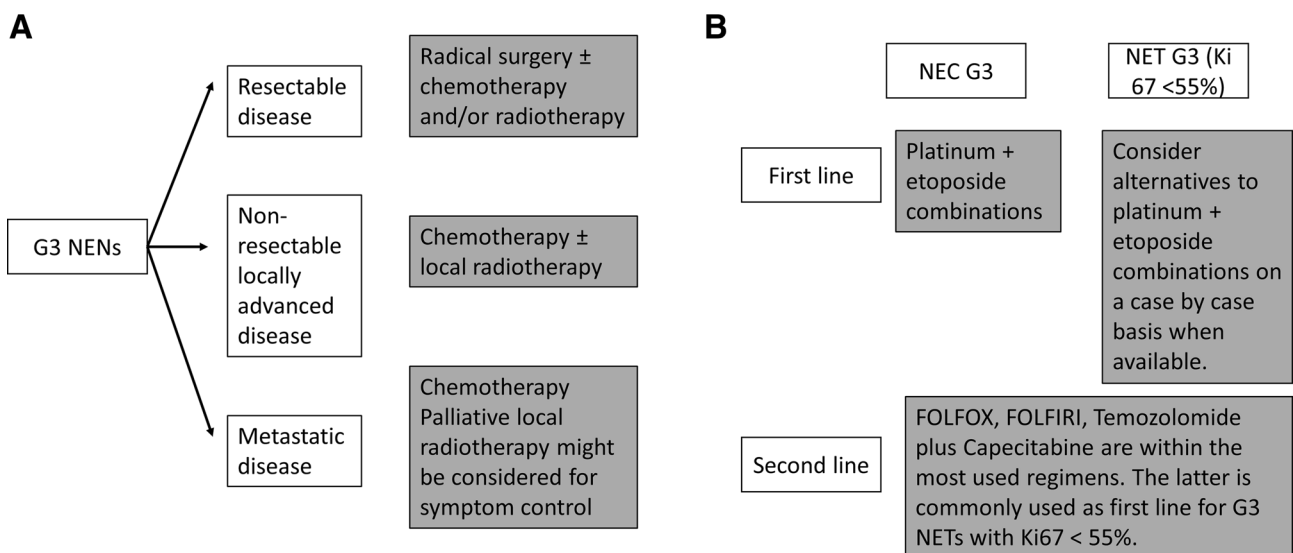 A
G3 NENs
Resectable
disease
Radical surgery ±
chemotherapy
and/or radiotherapy
Non-
resectable
locally
advanced
disease
Chemotherapy ±
local radiotherapy
Metastatic
disease
Chemotherapy
Palliative local
radiotherapy might
be considered for
symptom control
B
NEC G3
NET G3 (Ki
67 <55%)
First line
Platinum +
etoposide
combinations
Consider
alternatives to
platinum +
etoposide
combinations on
a case by case
basis when
available.
Second line
FOLFOX, FOLFIRI, Temozolomide
plus Capecitabine are within the
most used regimens. The latter is
commonly used as first line for G3
NETs with Ki67 < 55%.